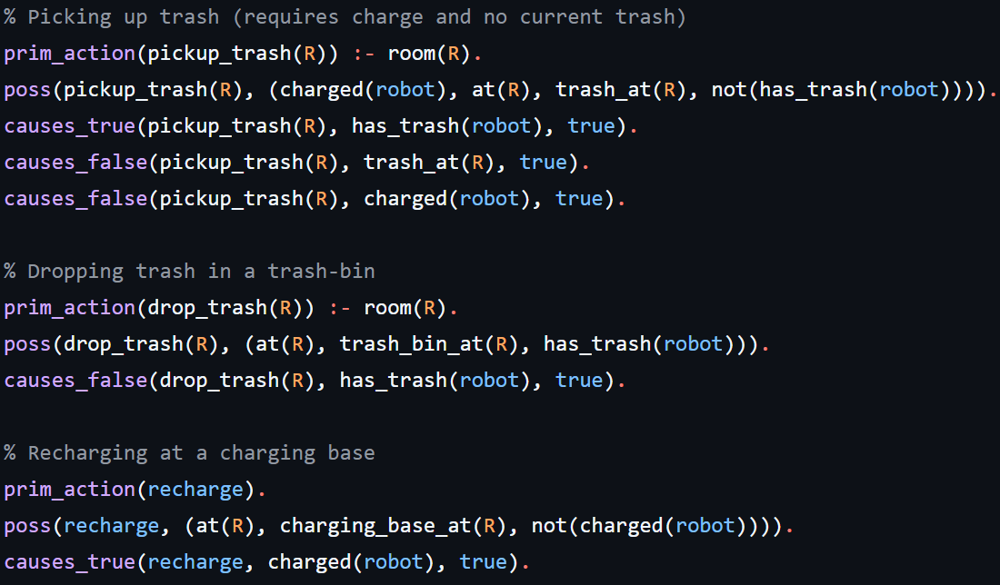 % Picking up trash (requires charge and no current trash)
prim_action(pickup_trash(R)) :- room(R).
poss(pickup_trash(R), (charged(robot), at(R), trash_at(R), not(has_trash(robot)))).
causes_true(pickup_trash(R), has_trash(robot), true).
causes_false(pickup_trash(R), trash_at(R), true).
causes_false(pickup_trash(R), charged(robot), true).
% Dropping trash in a trash-bin
prim_action(drop_trash(R)) :- room(R).
poss(drop_trash(R), (at(R), trash_bin_at(R), has_trash(robot))).
causes_false(drop_trash(R), has_trash(robot), true).
% Recharging at a charging base
prim_action(recharge).
poss(recharge, (at(R), charging_base_at(R), not(charged(robot)))).
causes_true(recharge, charged(robot), true).